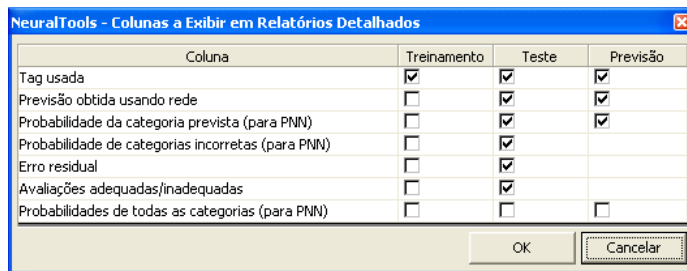 NeuralTools - Colunas a Exibir em Relatórios Detalhados
Coluna Treinamento Teste Previsão
Tag usada
Previsão obtida usando rede
Probabilidade da categoria prevista (para PNN)
Probabilidade de categorias incorretas (para PNN)
Erro residual
Avaliações adequadas/inadequadas
Probabilidades de todas as categorias (para PNN)
OK Cancelar